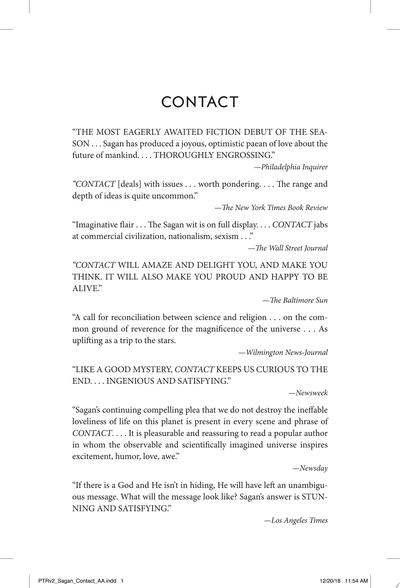 CONTACT
“THE MOST EAGERLY AWAITED FICTION DEBUT OF THE SEA-
SON . . . Sagan has produced a joyous, optimistic paean of love about the
future of mankind. . . . THOROUGHLY ENGROSSING.”
—Philadelphia Inquirer
“CONTACT [deals] with issues . . . worth pondering. . . . The range and
depth of ideas is quite uncommon.”
—The New York Times Book Review
“Imaginative flair . . . The Sagan wit is on full display. . . . CONTACT jabs
at commercial civilization, nationalism, sexism . . .”
—The Wall Street Journal
“CONTACT WILL AMAZE AND DELIGHT YOU, AND MAKE YOU
THINK. IT WILL ALSO MAKE YOU PROUD AND HAPPY TO BE
ALIVE.”
—The Baltimore Sun
“A call for reconciliation between science and religion . . . on the com-
mon ground of reverence for the magnificence of the universe . . . As
uplifting as a trip to the stars.
—Wilmington News-Journal
“LIKE A GOOD MYSTERY, CONTACT KEEPS US CURIOUS TO THE
END. . . . INGENIOUS AND SATISFYING.”
—Newsweek
“Sagan’s continuing compelling plea that we do not destroy the ineffable
loveliness of life on this planet is present in every scene and phrase of
CONTACT. . . . It is pleasurable and reassuring to read a popular author
in whom the observable and scientifically imagined universe inspires
excitement, humor, love, awe.”
—Newsday
“If there is a God and He isn’t in hiding, He will have left an unambigu-
ous message. What will the message look like? Sagan’s answer is STUN-
NING AND SATISFYING.”
—Los Angeles Times
PTRv2_Sagan_Contact_AA.indd 1
12/20/18 11:54 AM